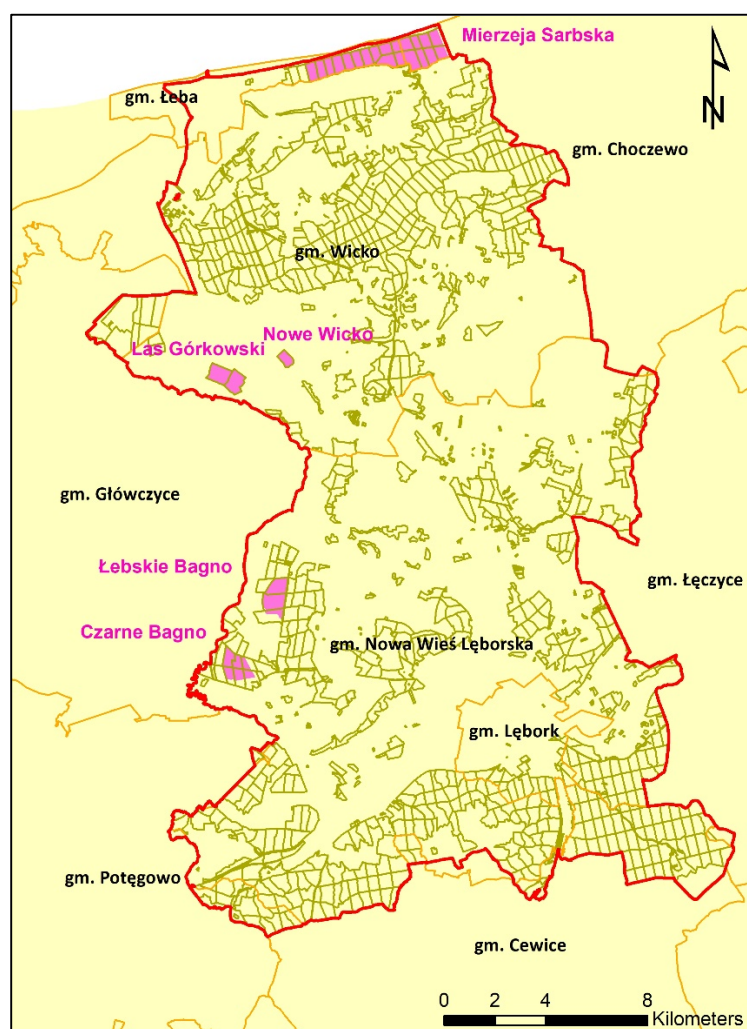 Mierzeja Sarbska
gm. Łeba
N
gm. Choczewo
gm. Wicko
Las Górkowski
Nowe Wicko
gm. Główczyce
Łebskie Bagno
gm. Łęczyce
Czarne Bagno
gm. Nowa Wieś Lęborska
gm. Lębork
gm. Potęgowo
gm. Cewice
0 2 4 8
Kilometers